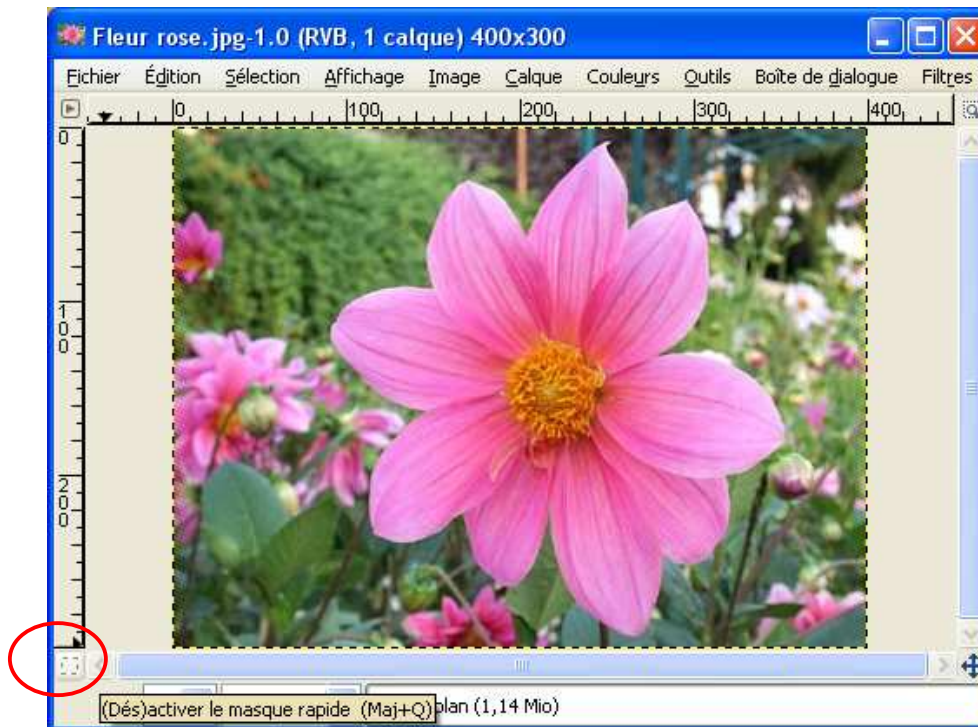 Fleur rose.jpg-1.0 (RVB, 1 calque) 400x300
Fichier Édition Sélection Affichage Image Calque Couleurs Outils Boîte de dialogue Filtres
0 100 200 300 400
0
100
200
(Dés)activer le masque rapide (Maj+Q)
plan (1,14 Mio)